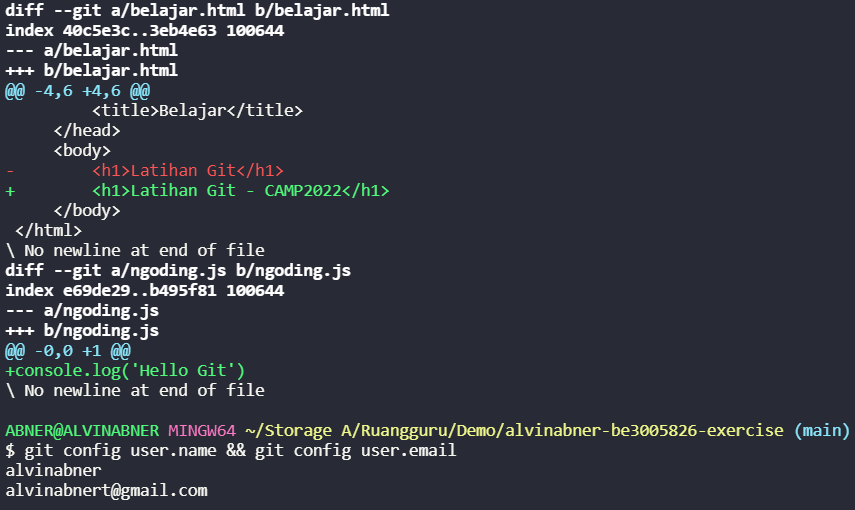 diff --git a/belajar.html b/belajar.html
index 40c5e3c..3eb4e63 100644
--- a/belajar.html
+++ b/belajar.html
@@ -4,6 +4,6 @@
         <title>Belajar</title>
     </head>
     <body>
-        <h1>Latihan Git</h1>
+        <h1>Latihan Git - CAMP2022</h1>
     </body>
 </html>
\ No newline at end of file
diff --git a/ngoding.js b/ngoding.js
index e69de29..b495f81 100644
--- a/ngoding.js
+++ b/ngoding.js
@@ -0,0 +1 @@
+console.log('Hello Git')
\ No newline at end of file
ABNER@ALVINABNER MINGW64 ~/Storage A/Ruangguru/Demo/alvinabner-be3005826-exercise (main)
$ git config user.name && git config user.email
alvinabner
alvinabnert@gmail.com